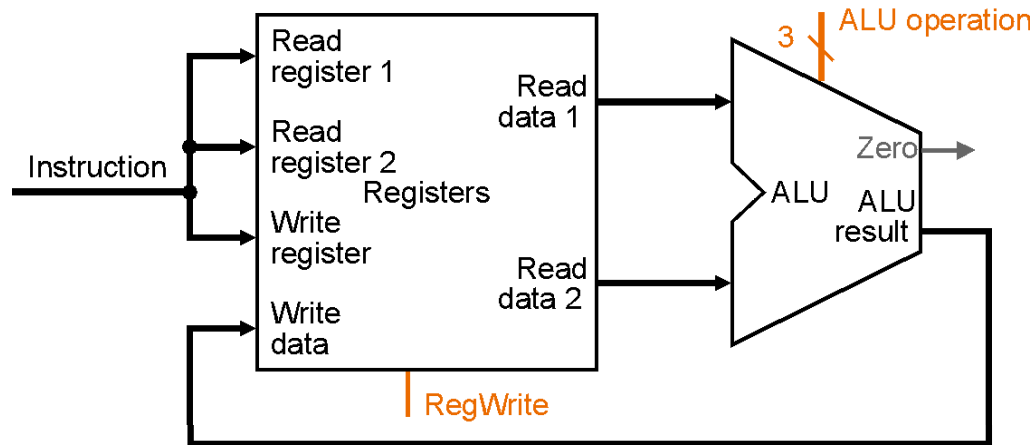 ALU operation
3
Read
register 1
Read
data 1
Read
register 2
Instruction
Registers
Write
register
Read
data 2
Write
data
RegWrite
Zero
ALU
ALU
result